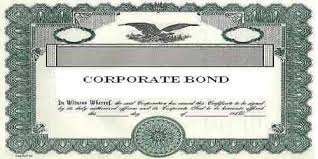 CORPORATE BOND
In Witness Whereof, the said Corporation has caused this Certificate to be signed
by its duly authorized officers and its Corporate Seal to be hereunto affixed
this day of